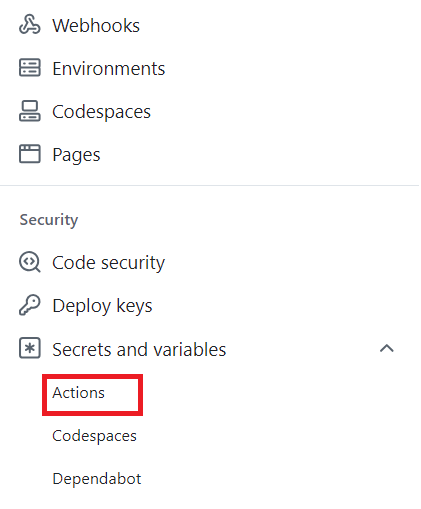 Webhooks
Environments
Codespaces
Pages
Security
Code security
Deploy keys
Secrets and variables
Actions
Codespaces
Dependabot